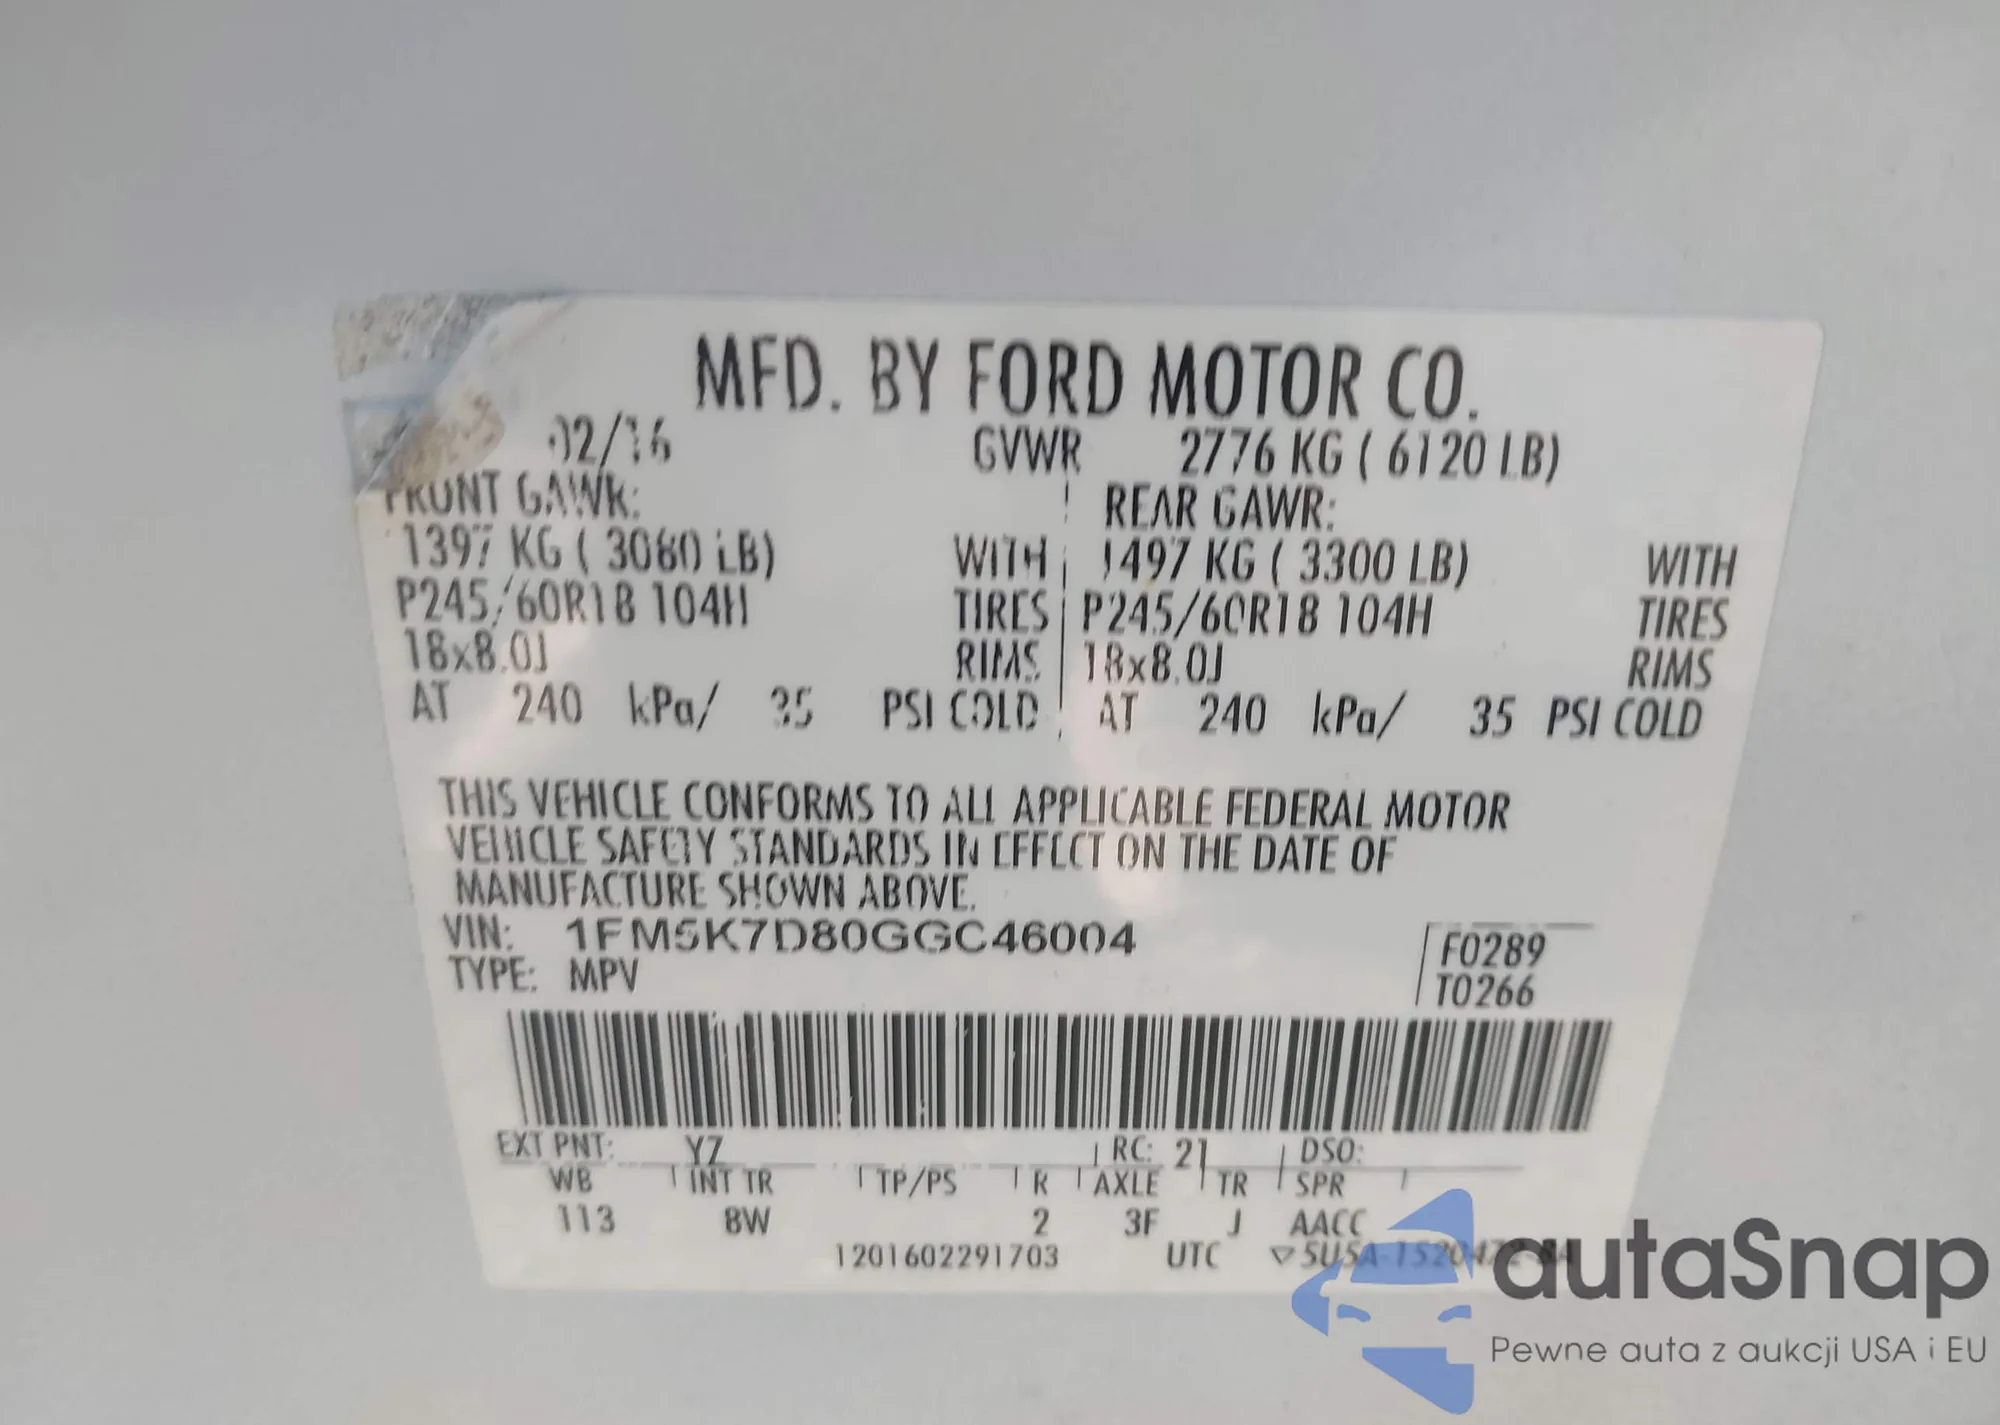 MFD. BY FORD MOTOR CO.
02/16 GVWR 2776 KG ( 6120 LB)
FRONT GAWR: REAR GAWR:
1397 KG ( 3080 LB) WITH 1497 KG ( 3300 LB) WITH
P245/60R18 104H TIRES P245/60R18 104H TIRES
18x8.0J RIMS 18x8.0J RIMS
AT 240 kPa/ 35 PSI COLD AT 240 kPa/ 35 PSI COLD
THIS VEHICLE CONFORMS TO ALL APPLICABLE FEDERAL MOTOR
VEHICLE SAFETY STANDARDS IN EFFECT ON THE DATE OF
MANUFACTURE SHOWN ABOVE.
VIN: 1FM5K7D80GGC46004 F0289
TYPE: MPV T0266
EXT PNT: YZ RC: 21 DSO:
WB INT TR TP/PS R AXLE TR SPR
113 8W 2 3F J AACC
1201602291703 UTC
autaSnap
Pewne auta z aukcji USA i EU